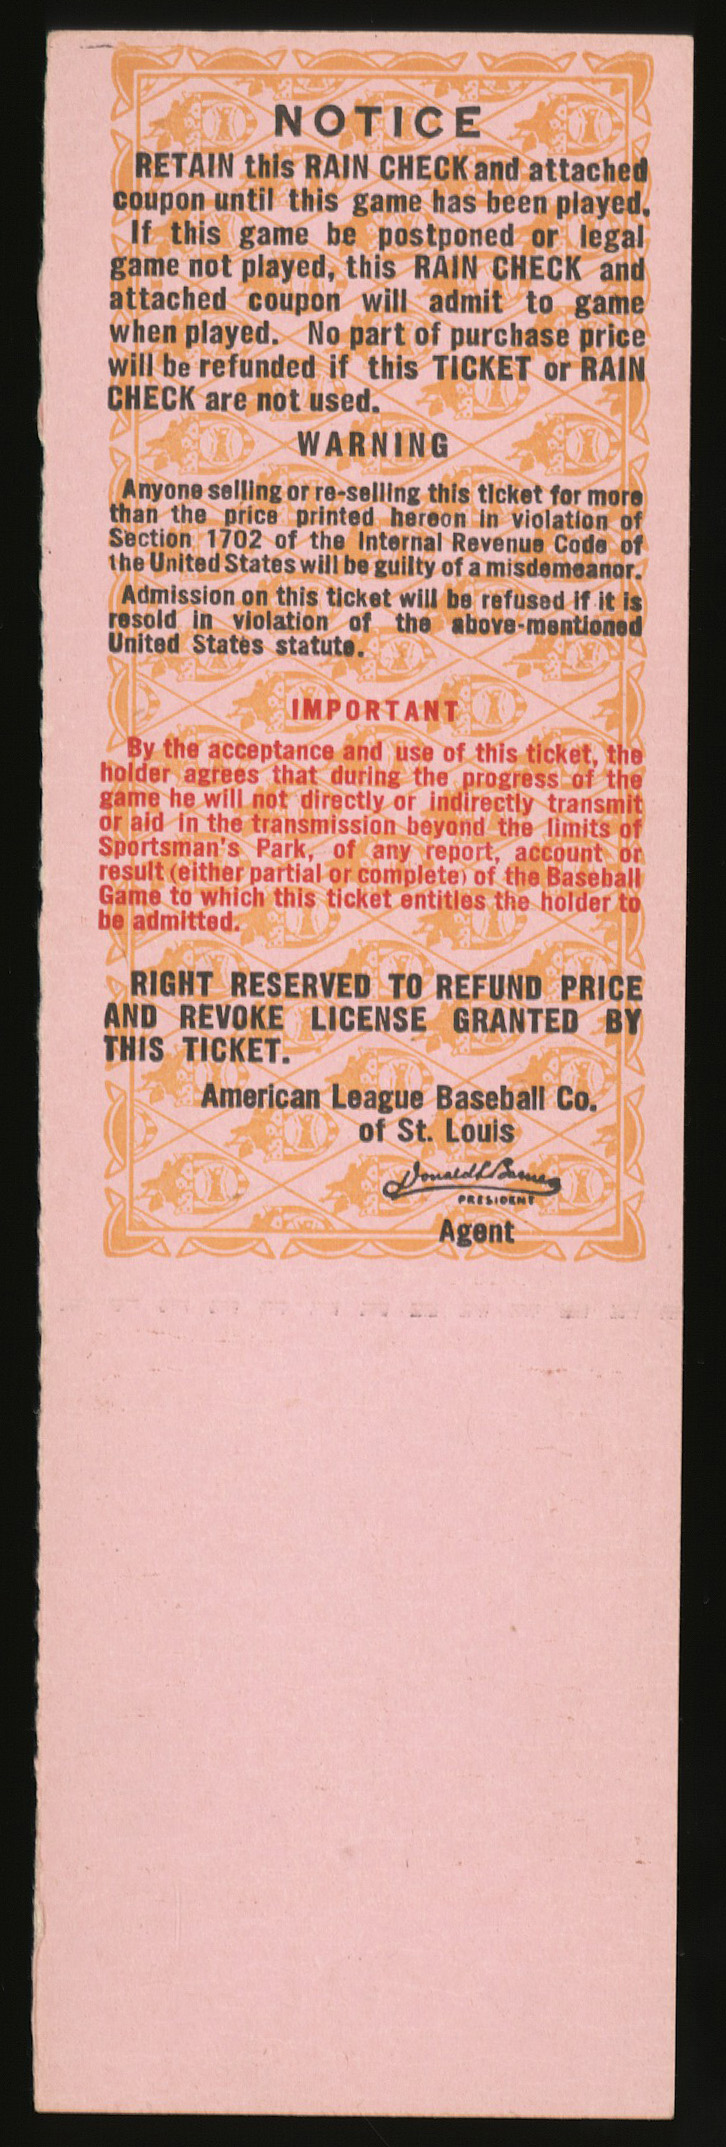 NOTICE
RETAIN this RAIN CHECK and attached
coupon until this game has been played.
If this game be postponed or legal
game not played, this RAIN CHECK and
attached coupon will admit to game
when played. No part of purchase price
will be refunded if this TICKET or RAIN
CHECK are not used.
WARNING
Anyone selling or re-selling this ticket for more
than the price printed hereon in violation of
Section 1702 of the Internal Revenue Code of
the United States will be guilty of a misdemeanor.
Admission on this ticket will be refused if it is
resold in violation of the above-mentioned
United States statute.
IMPORTANT
By the acceptance and use of this ticket, the
holder agrees that during the progress of the
game he will not directly or indirectly transmit
or aid in the transmission beyond the limits of
Sportsman's Park, of any report, account or
result (either partial or complete) of the Baseball
Game to which this ticket entitles the holder to
be admitted.
RIGHT RESERVED TO REFUND PRICE
AND REVOKE LICENSE GRANTED BY
THIS TICKET.
American League Baseball Co.
of St. Louis
Donald L Barnes
PRESIDENT
Agent